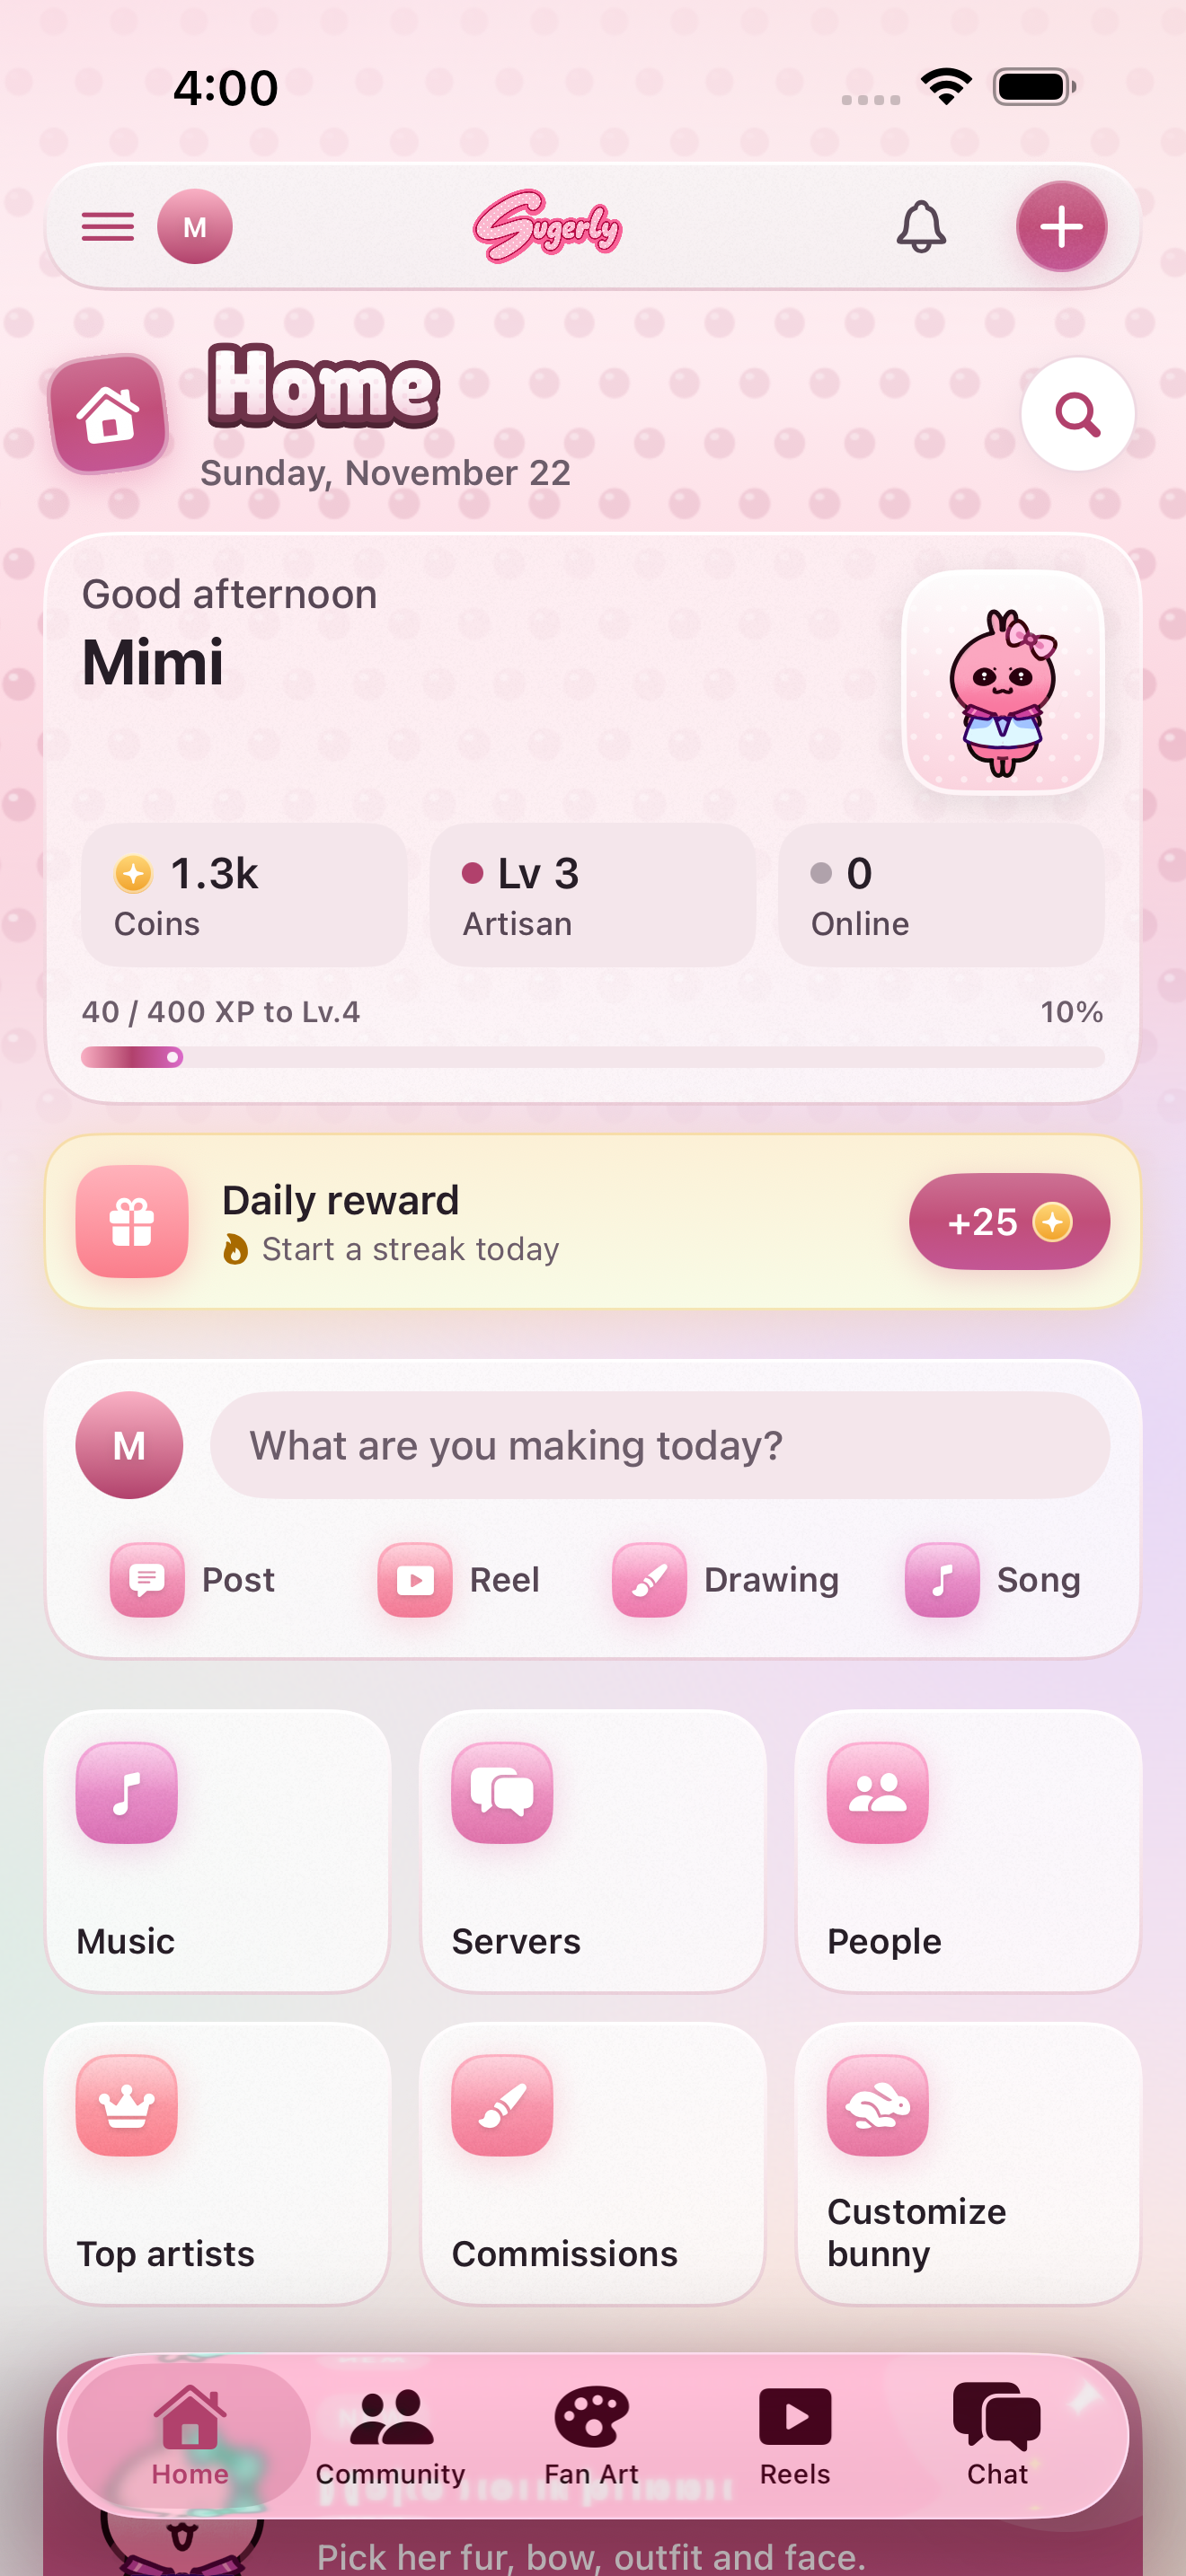 4:00
M
Sugerly
Home
Sunday, November 22
Good afternoon
Mimi
1.3k
Coins
Lv 3
Artisan
0
Online
40 / 400 XP to Lv.4
10%
Daily reward
Start a streak today
+25
M
What are you making today?
Post
Reel
Drawing
Song
Music
Servers
People
Top artists
Commissions
Customize
bunny
Home
Community
Fan Art
Reels
Chat
Pick her fur, bow, outfit and face.